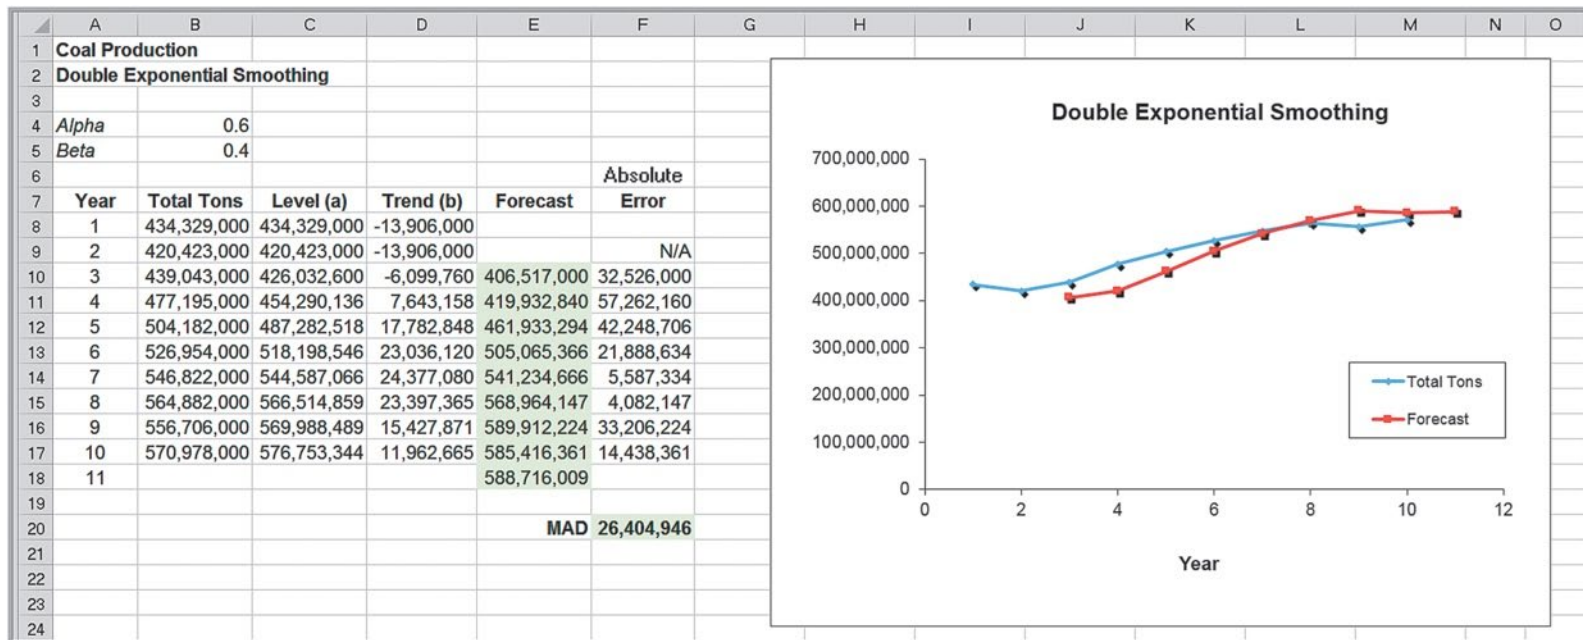 A B C D E F G H I J K L M N O
1 Coal Production
2 Double Exponential Smoothing
3
4 Alpha 0.6
5 Beta 0.4
6 Absolute
7 Year Total Tons Level (a) Trend (b) Forecast Error
8 1 434,329,000 434,329,000 -13,906,000
9 2 420,423,000 420,423,000 -13,906,000 N/A
10 3 439,043,000 426,032,600 -6,099,760 406,517,000 32,526,000
11 4 477,195,000 454,290,136 7,643,158 419,932,840 57,262,160
12 5 504,182,000 487,282,518 17,782,848 461,933,294 42,248,706
13 6 526,954,000 518,198,546 23,036,120 505,065,366 21,888,634
14 7 546,822,000 544,587,066 24,377,080 541,234,666 5,587,334
15 8 564,882,000 566,514,859 23,397,365 568,964,147 4,082,147
16 9 556,706,000 569,988,489 15,427,871 589,912,224 33,206,224
17 10 570,978,000 576,753,344 11,962,665 585,416,361 14,438,361
18 11 588,716,009
19
20 MAD 26,404,946
21
22
23
24
Double Exponential Smoothing
700,000,000
600,000,000
500,000,000
400,000,000
300,000,000
200,000,000
100,000,000
0
0 2 4 6 8 10 12
Year
Total Tons
Forecast